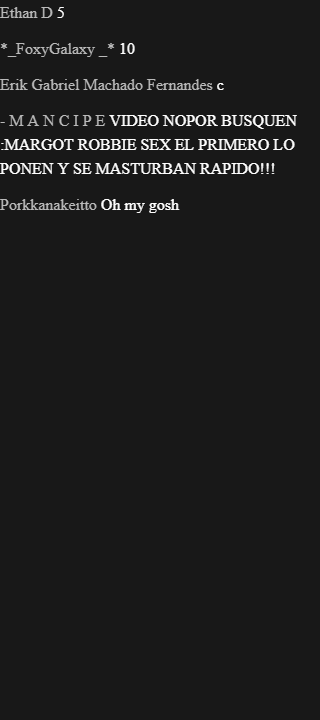 Ethan D 5
*_FoxyGalaxy _* 10
Erik Gabriel Machado Fernandes c
- M A N C I P E VIDEO NOPOR BUSQUEN
:MARGOT ROBBIE SEX EL PRIMERO LO
PONEN Y SE MASTURBAN RAPIDO!!!
Porkkanakeitto Oh my gosh